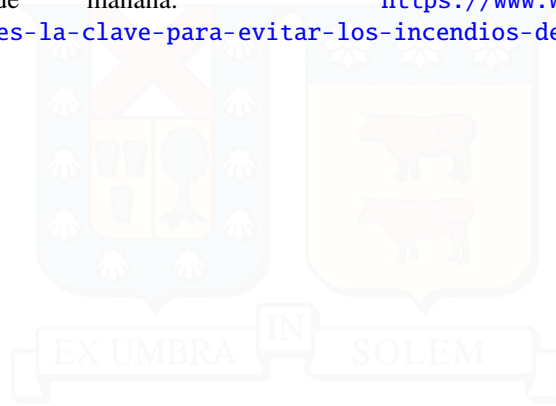 de mañana. https://www.w
es-la-clave-para-evitar-los-incendios-de
EX UMBRA IN SOLEM